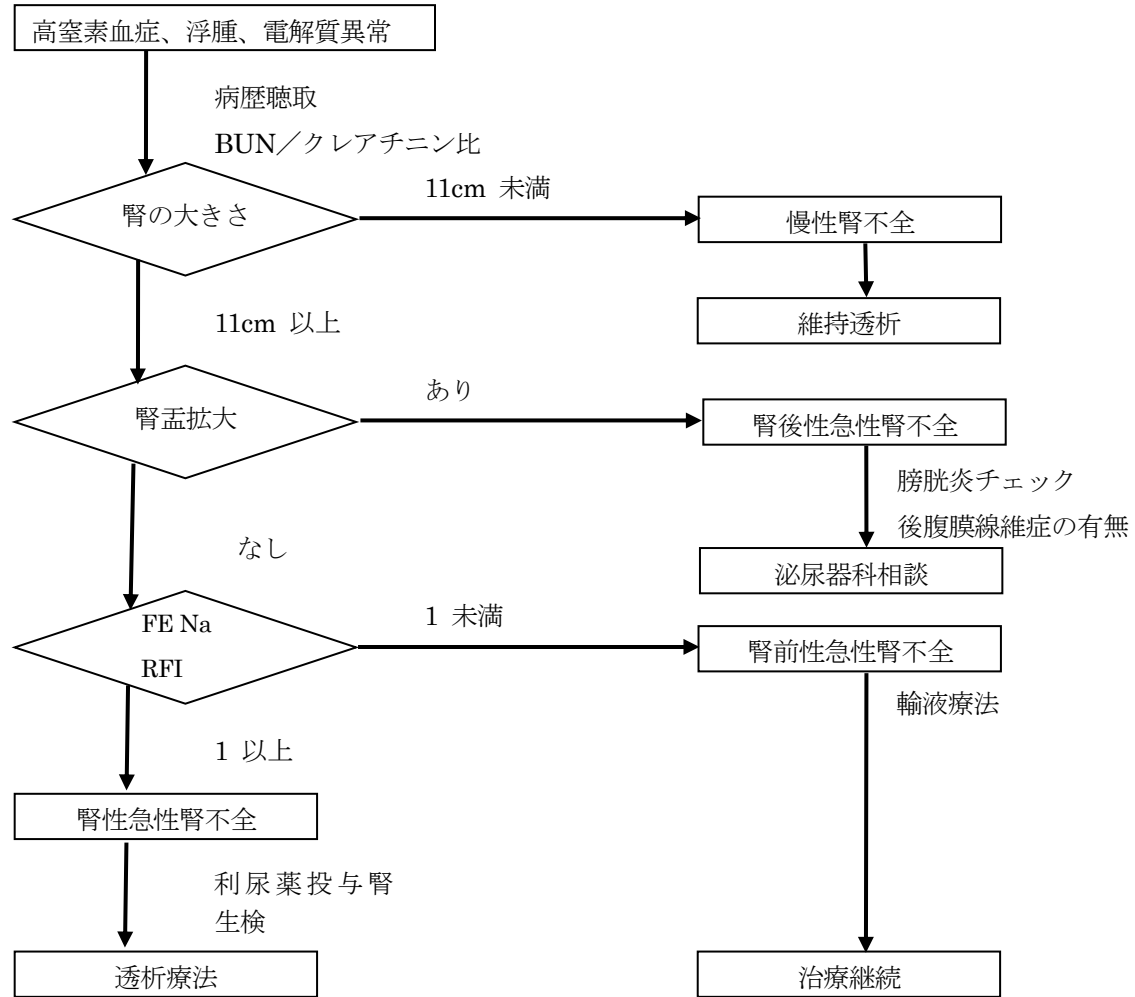 高窒素血症、浮腫、電解質異常
病歴聴取
BUN／クレアチニン比
腎の大きさ
11cm 未満
慢性腎不全
維持透析
11cm 以上
腎盂拡大
あり
腎後性急性腎不全
膀胱炎チェック
後腹膜線維症の有無
泌尿器科相談
なし
FE Na
RFI
1 未満
腎前性急性腎不全
輸液療法
1 以上
腎性急性腎不全
利尿薬投与腎
生検
透析療法
治療継続